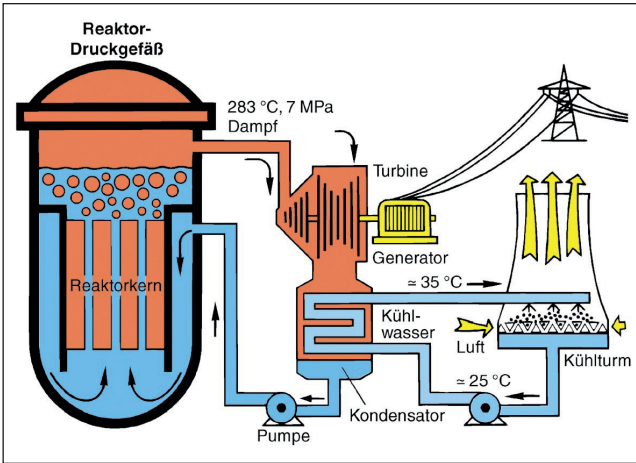 Reaktor-
Druckgefäß
283 °C, 7 MPa
Dampf
Turbine
Generator
Reaktorkern
≃ 35 °C
Kühl-
wasser
Luft
Kühlturm
≃ 25 °C
Kondensator
Pumpe